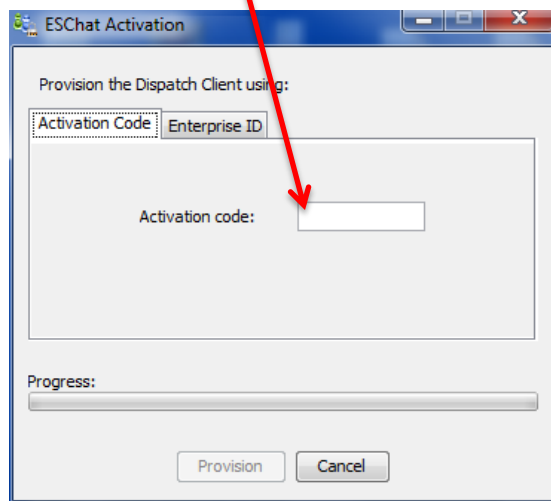 ESChat Activation
Provision the Dispatch Client using:
Activation Code Enterprise ID
Activation code:
Progress:
Provision Cancel